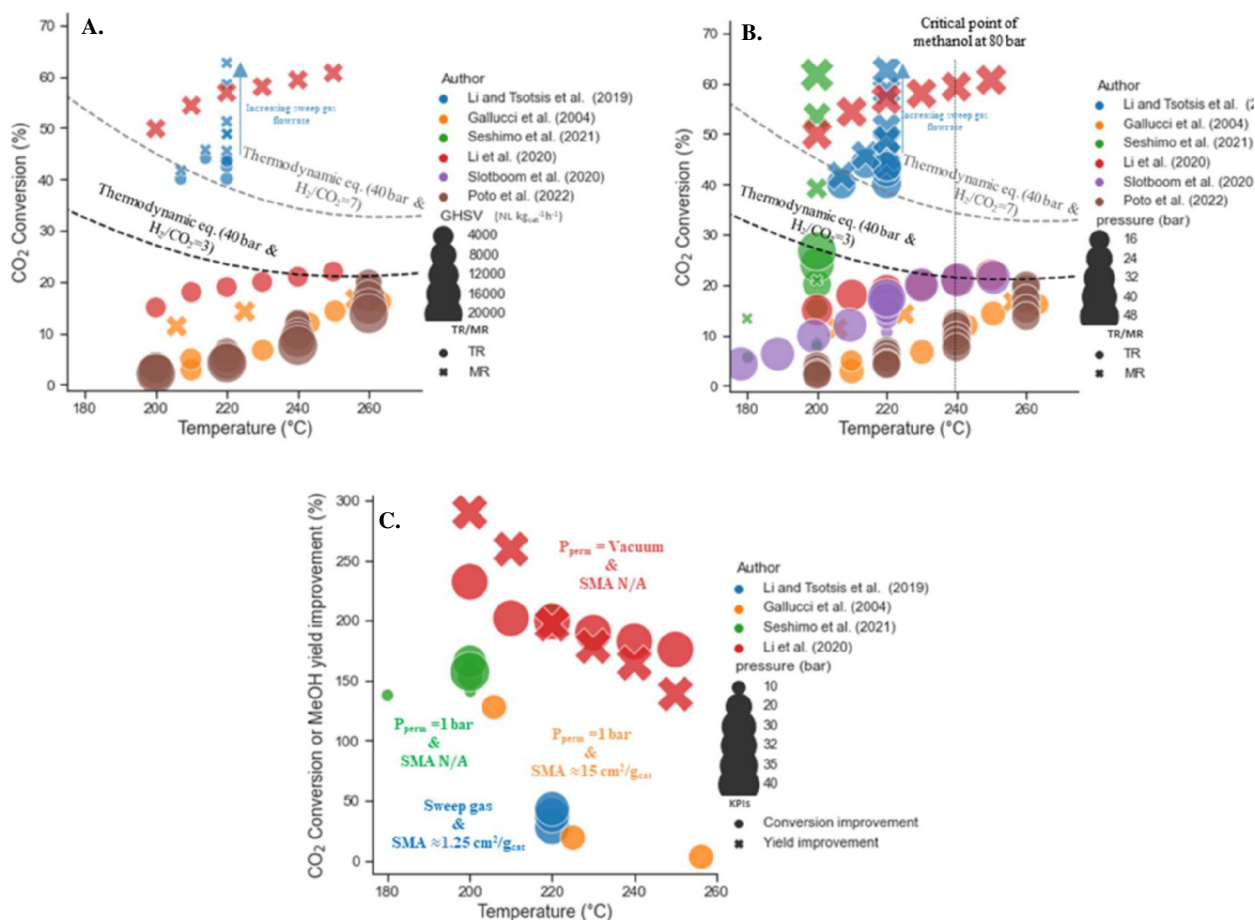 A.
CO2 Conversion (%)
70
60
50
40
30
20
10
0
180
200
220
240
260
Temperature (°C)
Increasing sweep gas
flowrate
Thermodynamic eq. (40 bar &
H2/CO2=7)
Thermodynamic eq. (40 bar &
H2/CO2=3)
Author
Li and Tsotsis et al. (2019)
Gallucci et al. (2004)
Seshimo et al. (2021)
Li et al. (2020)
Slotboom et al. (2020)
Poto et al. (2022)
GHSV [NL kgcat-1h-1]
4000
8000
12000
16000
20000
TR/MR
TR
MR
B.
Critical point of
methanol at 80 bar
CO2 Conversion (%)
70
60
50
40
30
20
10
0
180
200
220
240
260
Temperature (°C)
Increasing sweep gas
flowrate
Thermodynamic eq. (40 bar &
H2/CO2=7)
Thermodynamic eq. (40 bar &
H2/CO2=3)
Author
Li and Tsotsis et al. (2
Gallucci et al. (2004)
Seshimo et al. (2021)
Li et al. (2020)
Slotboom et al. (2020)
Poto et al. (2022)
pressure (bar)
16
24
32
40
48
TR/MR
TR
MR
C.
CO2 Conversion or MeOH yield improvement (%)
300
250
200
150
100
50
0
180
200
220
240
260
Temperature (°C)
Pperm = Vacuum
&
SMA N/A
Pperm =1 bar
&
SMA N/A
Pperm =1 bar
&
SMA ≈15 cm2/gcat
Sweep gas
&
SMA ≈1.25 cm2/gcat
Author
Li and Tsotsis et al. (2019)
Gallucci et al. (2004)
Seshimo et al. (2021)
Li et al. (2020)
pressure (bar)
10
20
30
32
35
40
KPIs
Conversion improvement
Yield improvement